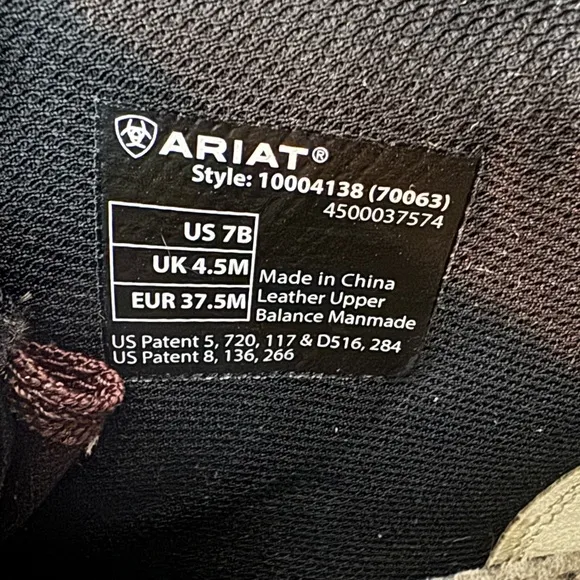 ARIAT®
Style: 10004138 (70063)
4500037574
US 7B
UK 4.5M
EUR 37.5M
Made in China
Leather Upper
Balance Manmade
US Patent 5, 720, 117 & D516, 284
US Patent 8, 136, 266